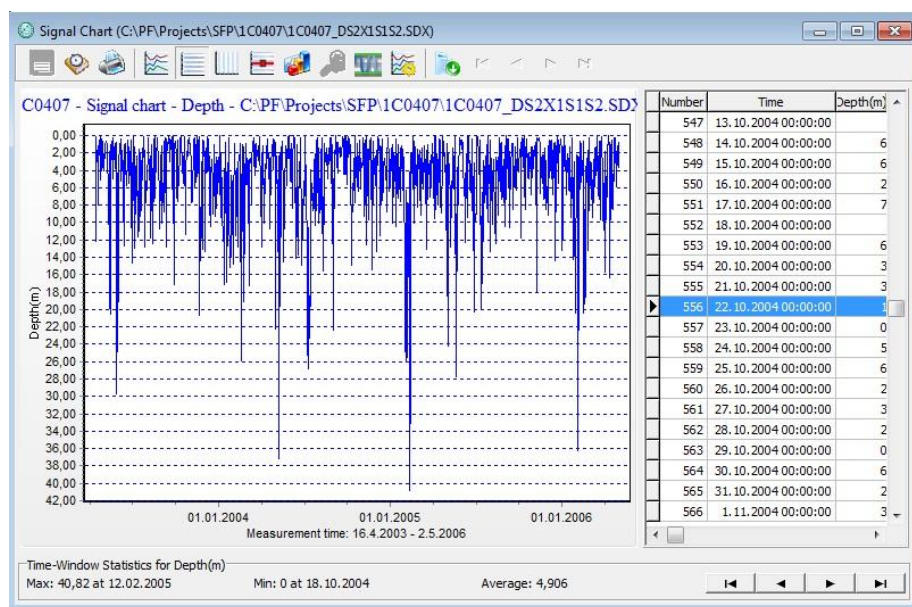 Signal Chart (C:\PF\Projects\SFP\1C0407\1C0407_DS2X1S1S2.SDX)
C0407 - Signal chart - Depth - C:\PF\Projects\SFP\1C0407\1C0407_DS2X1S1S2.SDX
0,00
2,00
4,00
6,00
8,00
10,00
12,00
14,00
16,00
18,00
20,00
22,00
24,00
26,00
28,00
30,00
32,00
34,00
36,00
38,00
40,00
42,00
Depth(m)
01.01.2004 01.01.2005 01.01.2006
Measurement time: 16.4.2003 - 2.5.2006
Number Time Depth(m)
547 13.10.2004 00:00:00
548 14.10.2004 00:00:00 6
549 15.10.2004 00:00:00 6
550 16.10.2004 00:00:00 2
551 17.10.2004 00:00:00 7
552 18.10.2004 00:00:00
553 19.10.2004 00:00:00 6
554 20.10.2004 00:00:00 3
555 21.10.2004 00:00:00 3
556 22.10.2004 00:00:00 1
557 23.10.2004 00:00:00 0
558 24.10.2004 00:00:00 5
559 25.10.2004 00:00:00 6
560 26.10.2004 00:00:00 2
561 27.10.2004 00:00:00 3
562 28.10.2004 00:00:00 2
563 29.10.2004 00:00:00 0
564 30.10.2004 00:00:00 6
565 31.10.2004 00:00:00 2
566 1.11.2004 00:00:00 3
Time-Window Statistics for Depth(m)
Max: 40,82 at 12.02.2005 Min: 0 at 18.10.2004 Average: 4,906